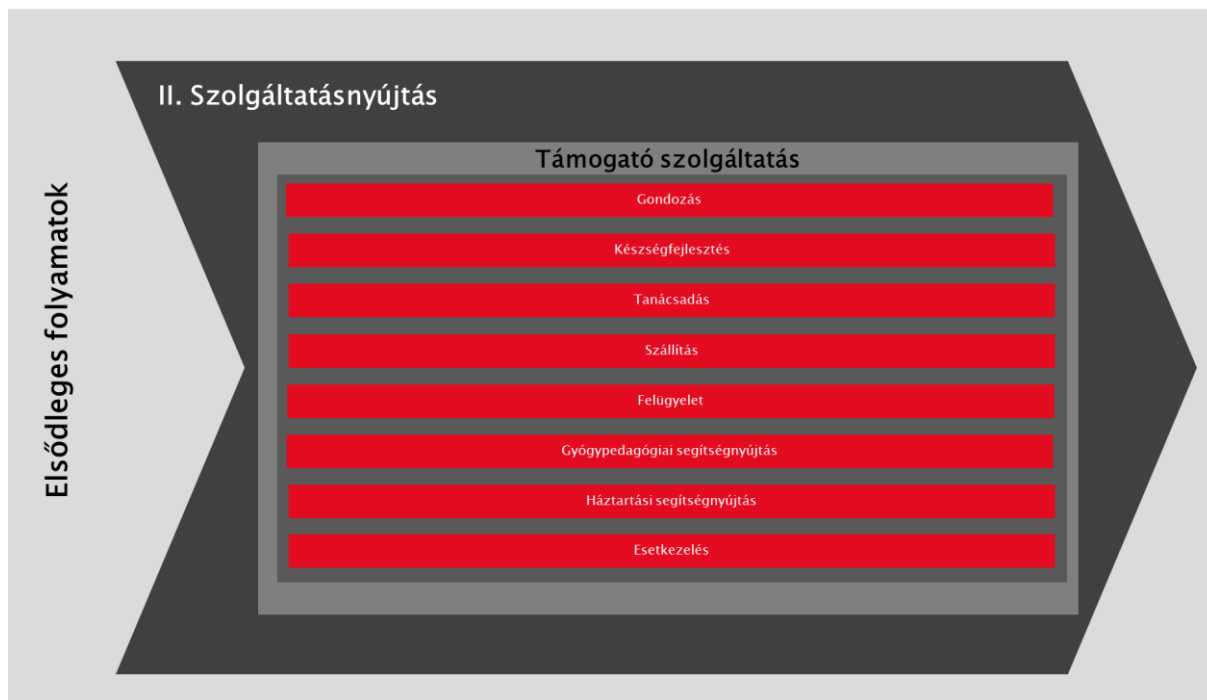 Elsődleges folyamatok
II. Szolgáltatásnyújtás
Támogató szolgáltatás
Gondozás
Készségfejlesztés
Tanácsadás
Szállítás
Felügyelet
Gyógypedagógiai segítségnyújtás
Háztartási segítségnyújtás
Esetkezelés